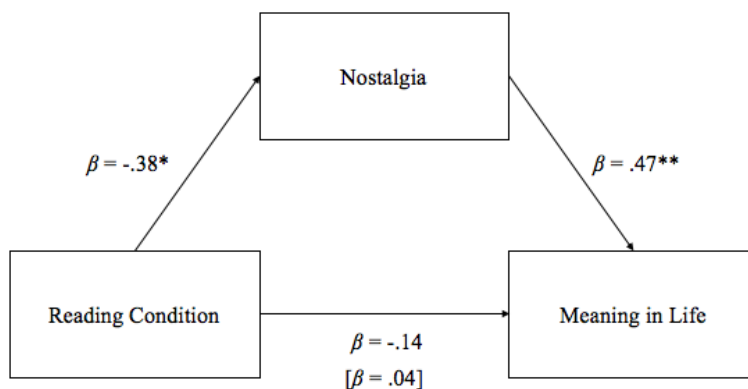 Nostalgia
β = -.38*
β = .47**
Reading Condition
Meaning in Life
β = -.14
[β = .04]